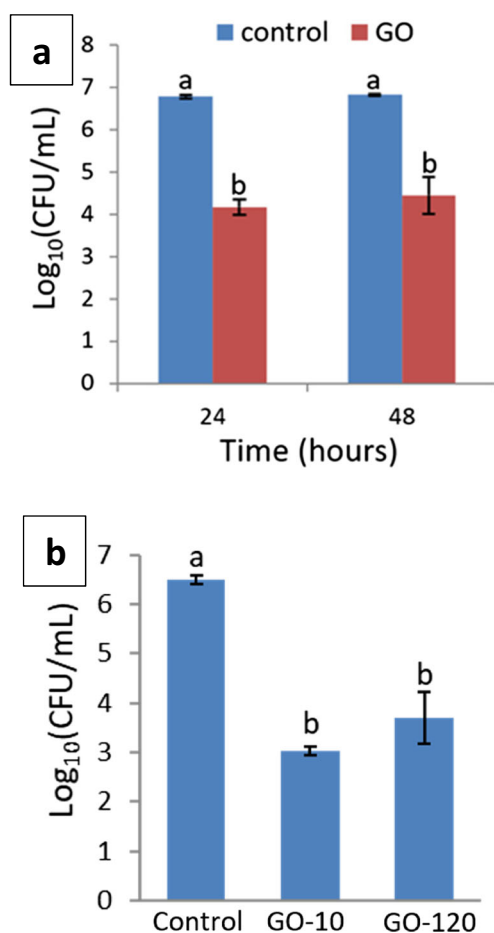 a
control GO
8
7
6
5
4
3
2
1
0
a
b
a
b
Log10(CFU/mL)
24 48
Time (hours)
b
7
6
5
4
3
2
1
0
a
b
b
Log10(CFU/mL)
Control GO-10 GO-120